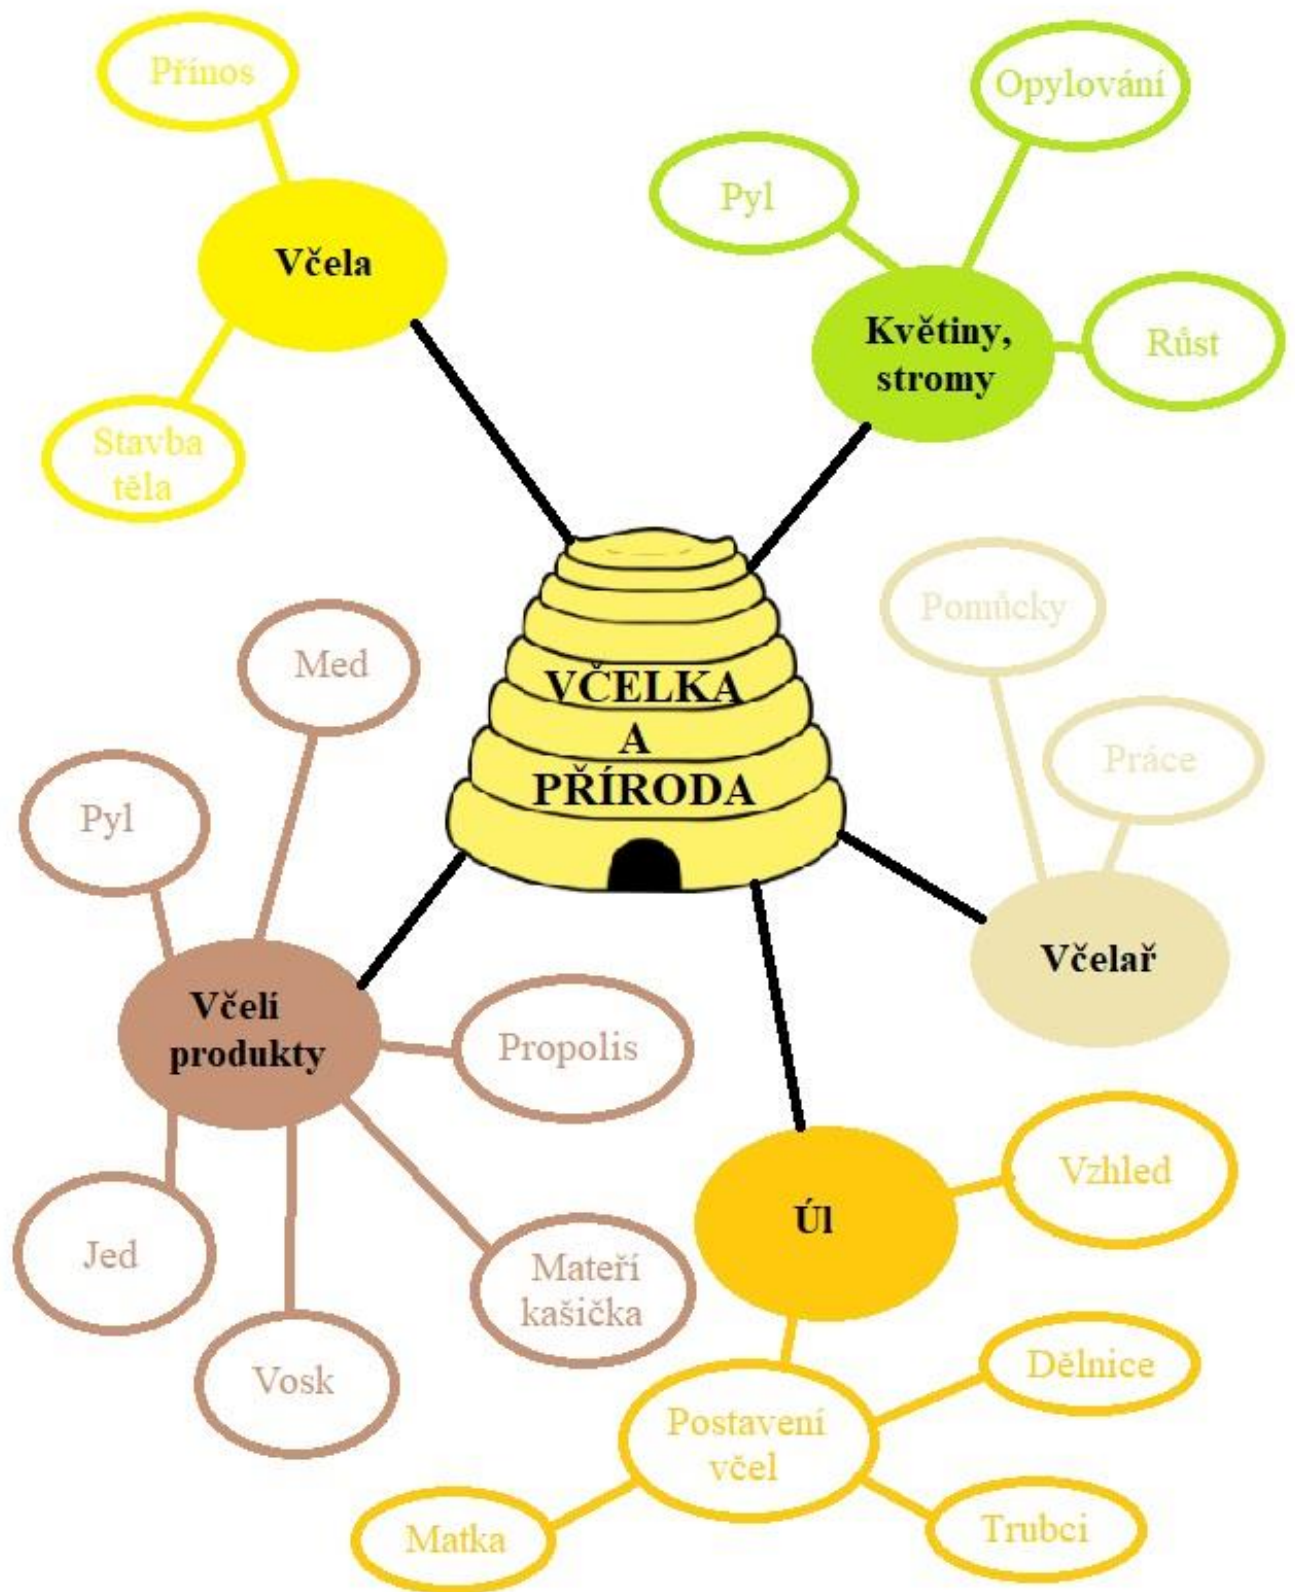 Přínos
Včela
Stavba
těla
Opylování
Pyl
Květiny,
stromy
Růst
VČELKA
A
PŘÍRODA
Pomůcky
Práce
Včelař
Med
Pyl
Včelí
produkty
Propolis
Jed
Vosk
Mateří
kašička
Úl
Vzhled
Postavení
včel
Dělnice
Matka
Trubci